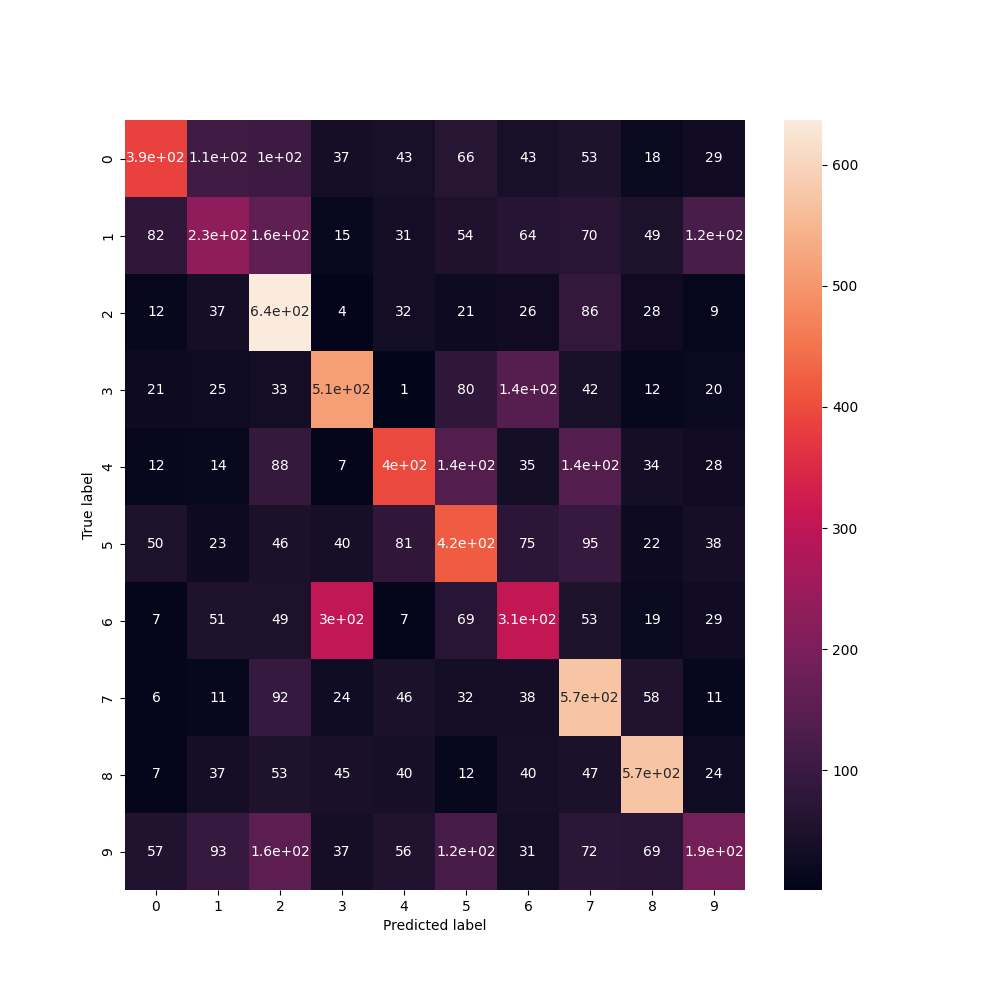 0 3.9e+02 1.1e+02 1e+02 37 43 66 43 53 18 29
1 82 2.3e+02 1.6e+02 15 31 54 64 70 49 1.2e+02
2 12 37 6.4e+02 4 32 21 26 86 28 9
3 21 25 33 5.1e+02 1 80 1.4e+02 42 12 20
4 12 14 88 7 4e+02 1.4e+02 35 1.4e+02 34 28
5 50 23 46 40 81 4.2e+02 75 95 22 38
6 7 51 49 3e+02 7 69 3.1e+02 53 19 29
7 6 11 92 24 46 32 38 5.7e+02 58 11
8 7 37 53 45 40 12 40 47 5.7e+02 24
9 57 93 1.6e+02 37 56 1.2e+02 31 72 69 1.9e+02
0 1 2 3 4 5 6 7 8 9
Predicted label
True label
600
500
400
300
200
100